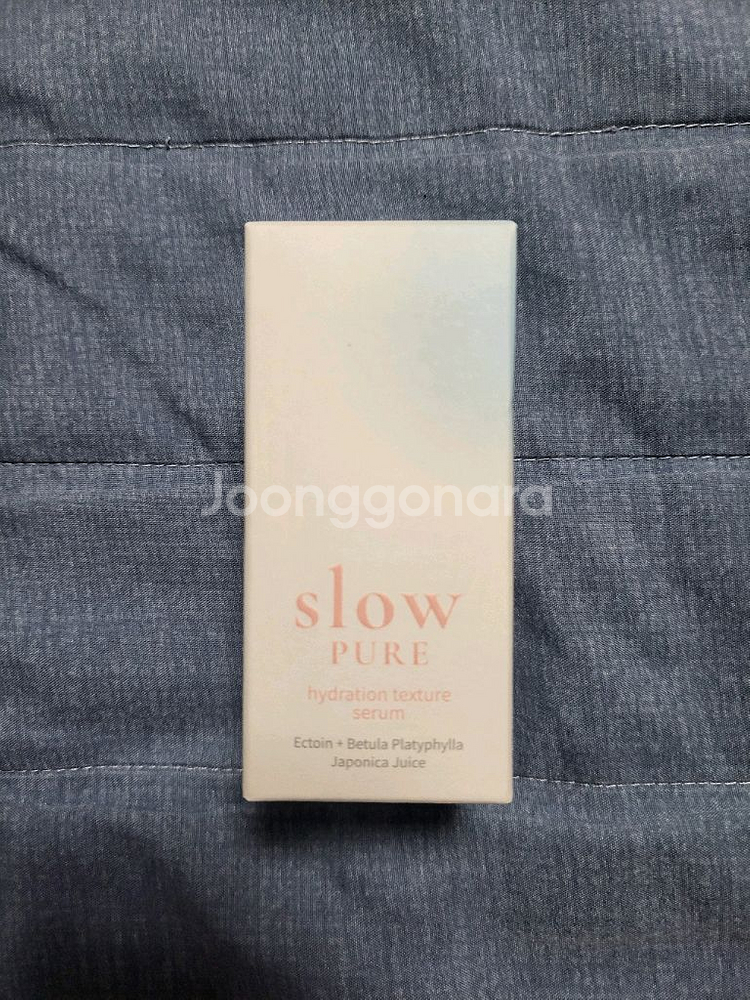 Joonggonara
slow
PURE
hydration texture
serum
Ectoin + Betula Platyphylla
Japonica Juice